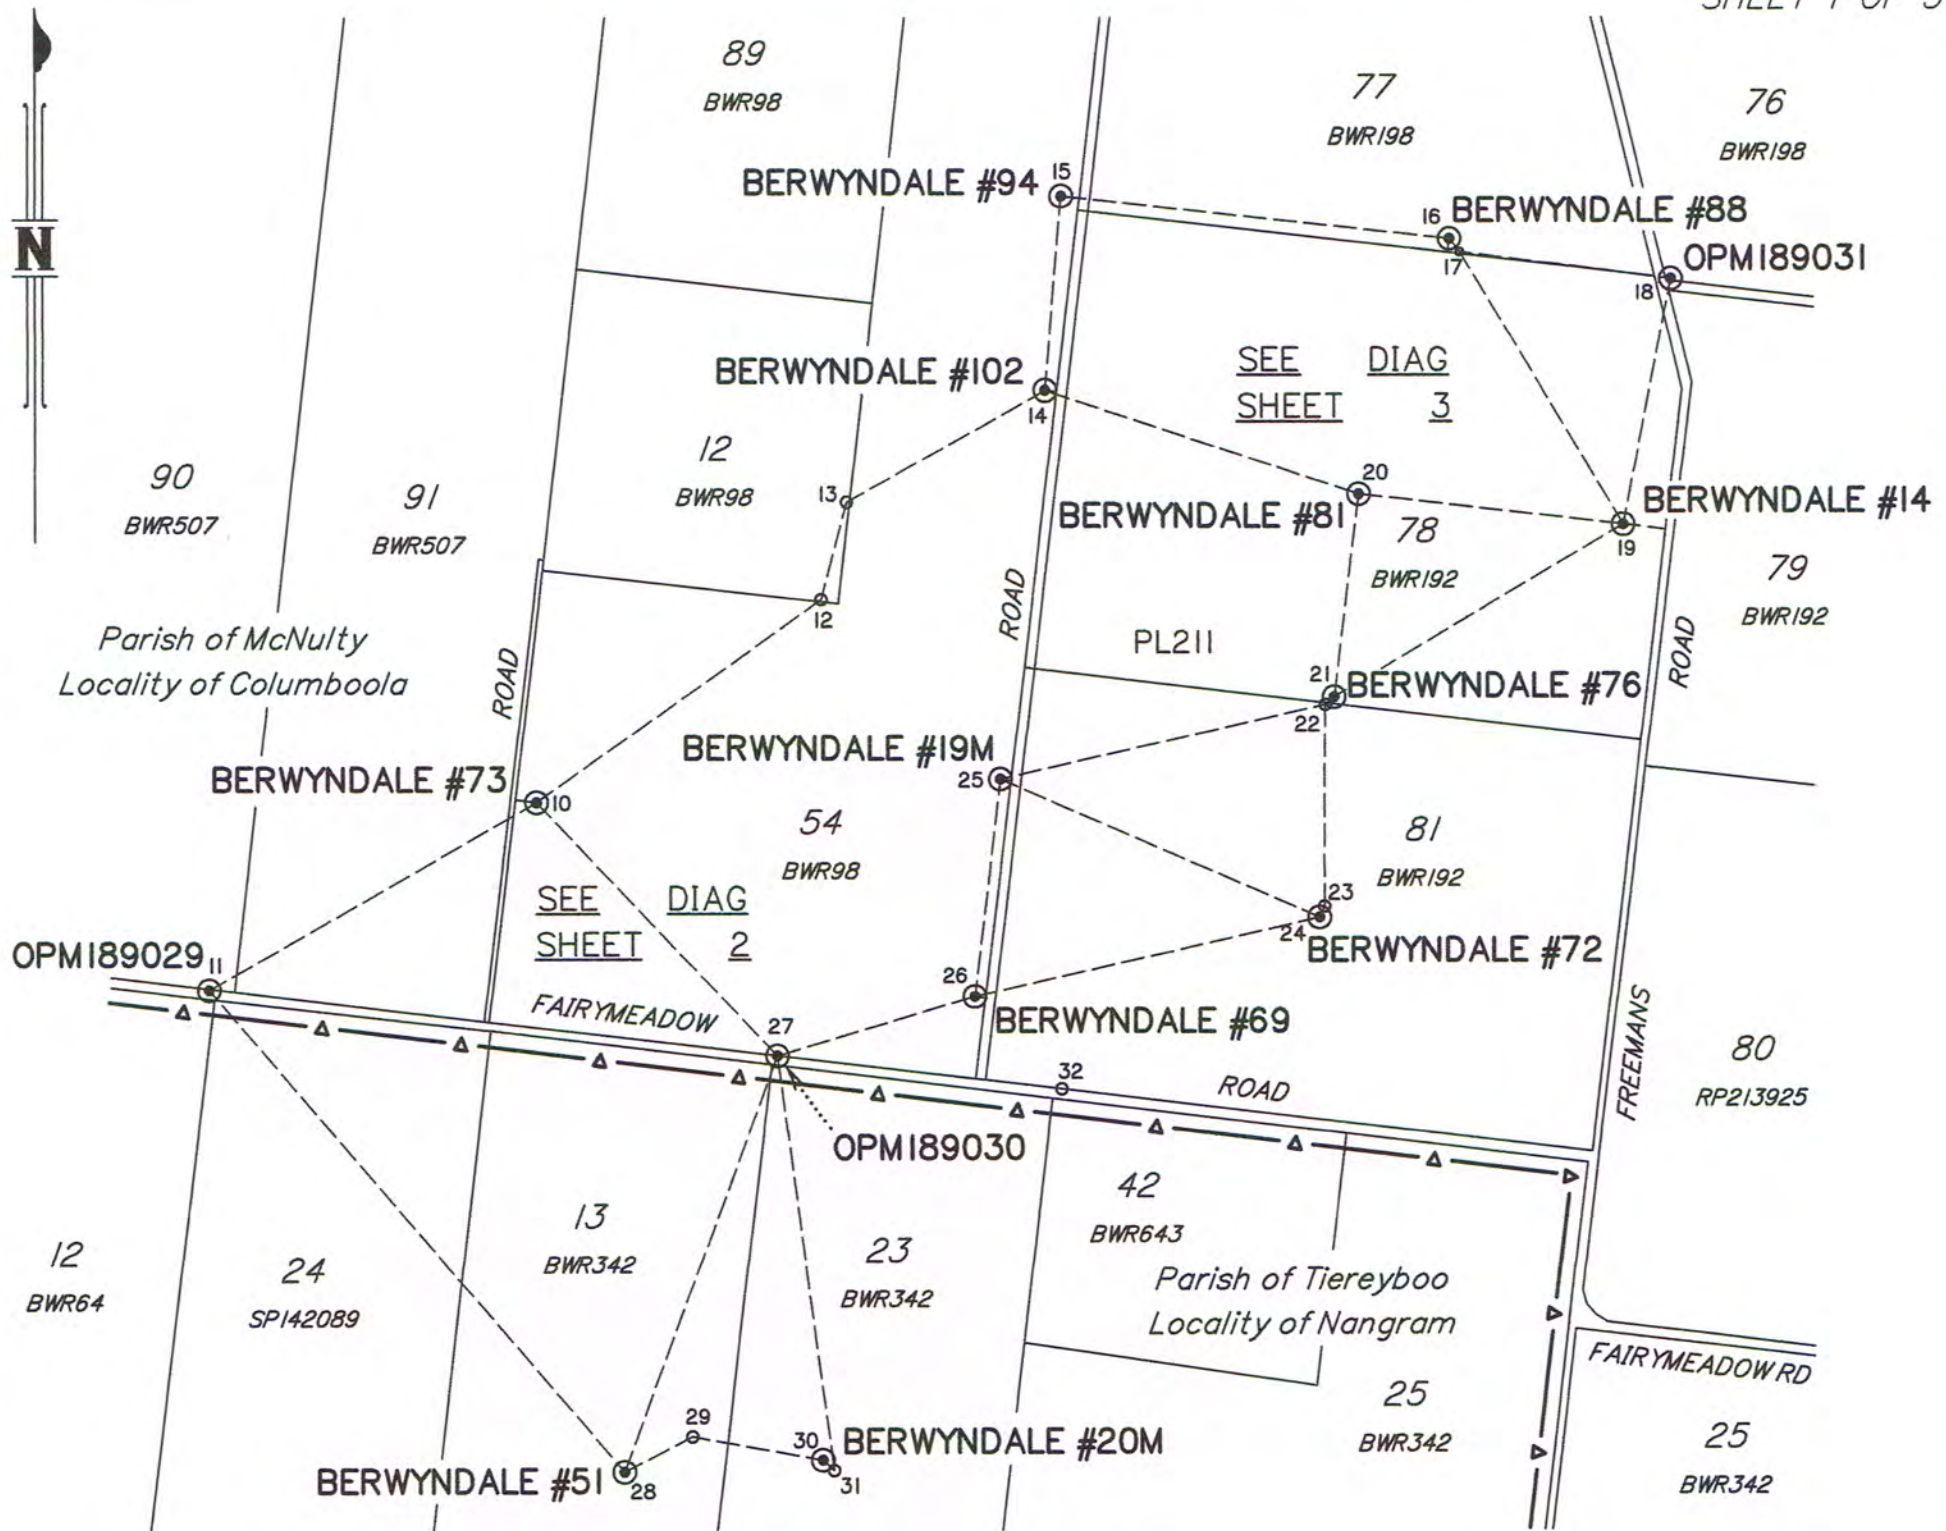 SHEET 1 OF 3
N
89
BWR98
77
BWR198
76
BWR198
BERWYNDALE #94
15
16
BERWYNDALE #88
17
OPM189031
18
BERWYNDALE #102
14
SEE DIAG
SHEET 3
90
BWR507
91
BWR507
12
BWR98
13
12
20
BERWYNDALE #81
78
BWR192
BERWYNDALE #14
19
79
BWR192
Parish of McNulty
Locality of Columboola
ROAD
ROAD
PL211
ROAD
21
BERWYNDALE #76
22
BERWYNDALE #19M
25
BERWYNDALE #73
10
54
BWR98
81
BWR192
SEE DIAG
SHEET 2
23
24
BERWYNDALE #72
OPM189029
11
26
BERWYNDALE #69
FAIRYMEADOW
27
32
ROAD
FREEMANS
80
RP213925
OPM189030
12
BWR64
24
SP142089
13
BWR342
23
BWR342
42
BWR643
Parish of Tiereyboo
Locality of Nangram
FAIRYMEADOW RD
25
BWR342
25
BWR342
29
30
BERWYNDALE #20M
31
BERWYNDALE #51
28